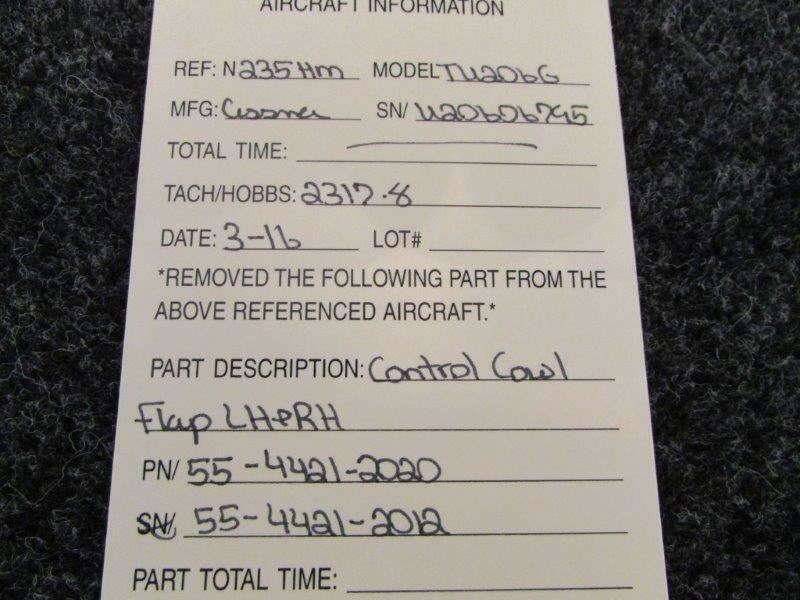 AIRCRAFT INFORMATION
REF: N235Hm MODEL TU206G
MFG: Cessna SN/ U20606795
TOTAL TIME:
TACH/HOBBS: 2317.8
DATE: 3-16 LOT#
*REMOVED THE FOLLOWING PART FROM THE
ABOVE REFERENCED AIRCRAFT.*
PART DESCRIPTION: Control Cowl
Flap LH&RH
PN/ 55-4421-2020
SN/ 55-4421-2012
PART TOTAL TIME: